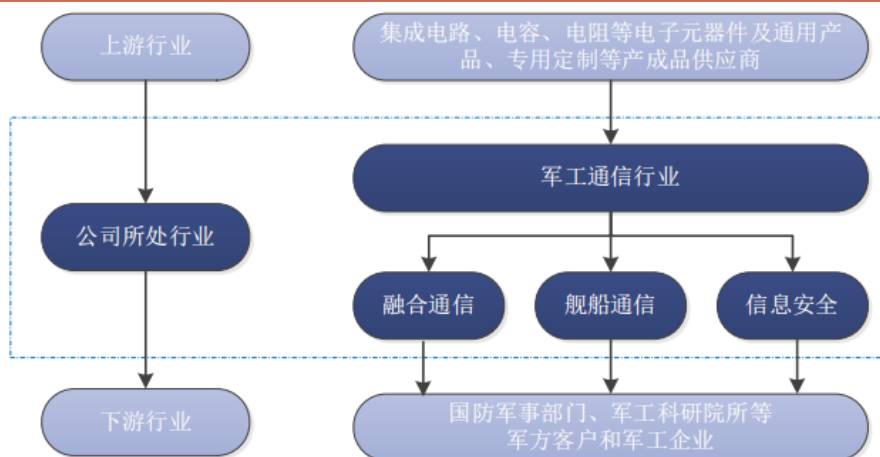 上游行业
集成电路、电容、电阻等电子元器件及通用产
品、专用定制等产成品供应商
军工通信行业
公司所处行业
融合通信
舰船通信
信息安全
下游行业
国防军事部门、军工科研院所等
军方客户和军工企业